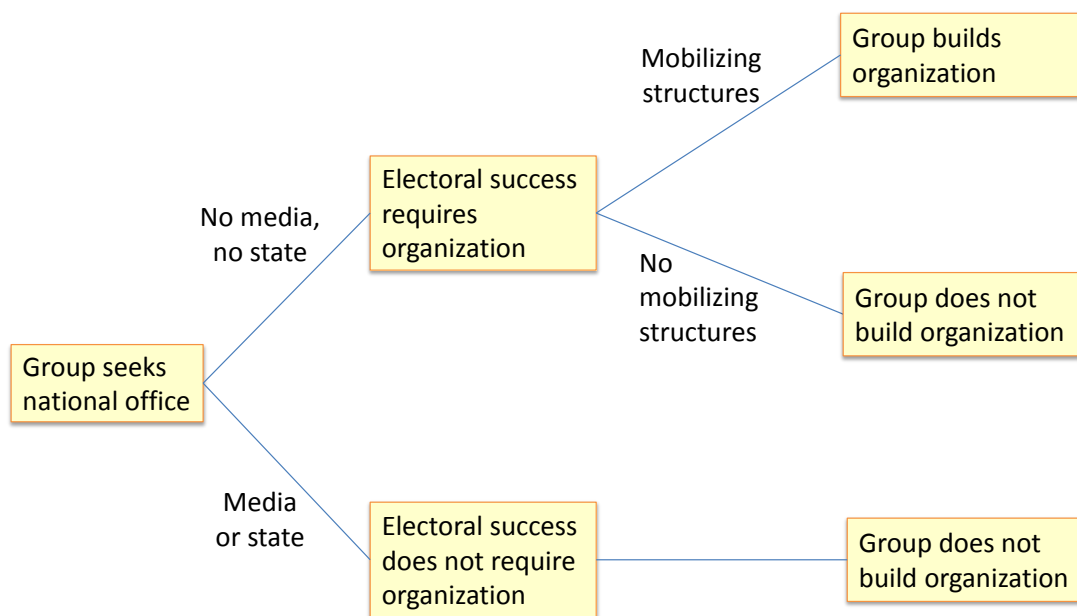 Group builds
organization
Mobilizing
structures
Electoral success
requires
organization
No media,
no state
No
mobilizing
structures
Group does not
build organization
Group seeks
national office
Media
or state
Electoral success
does not require
organization
Group does not
build organization